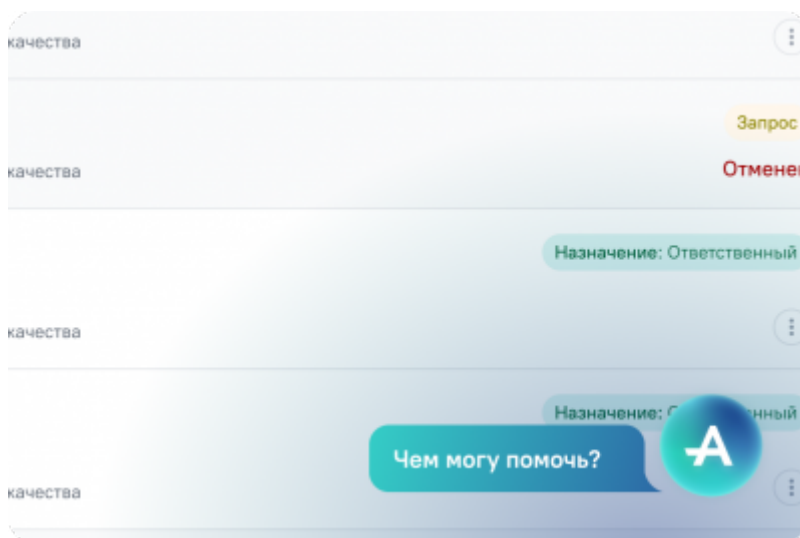 качества
Запрос
качества
Отменен
Назначение: Ответственный
качества
Назначение:
Чем могу помочь?
А
качества